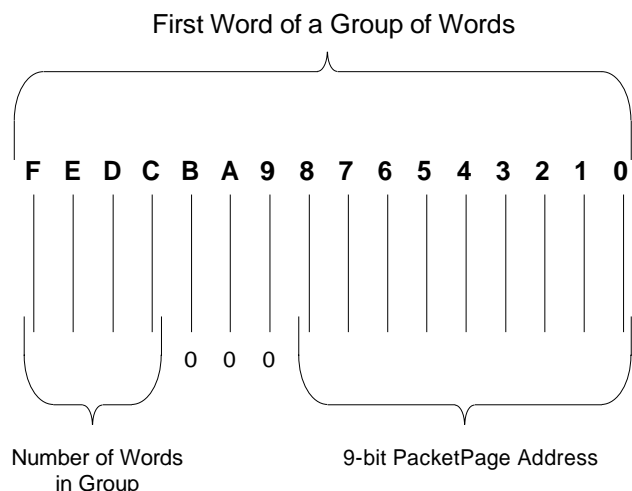 First Word of a Group of Words
F E D C B A 9 8 7 6 5 4 3 2 1 0
0 0 0
Number of Words
in Group
9-bit PacketPage Address